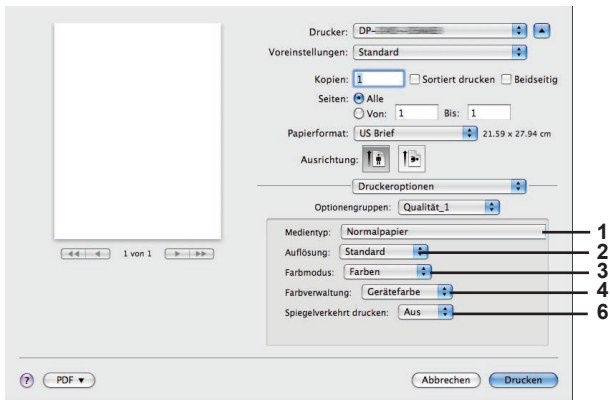 Drucker: DP-
Voreinstellungen: Standard
Kopien: 1 Sortiert drucken Beidseitig
Seiten: Alle
Von: 1 Bis: 1
Papierformat: US Brief 21.59 x 27.94 cm
Ausrichtung:
Druckeroptionen
Optionengruppen: Qualität_1
Medientyp: Normalpapier 1
Auflösung: Standard 2
Farbmodus: Farben 3
Farbverwaltung: Gerätefarbe 4
Spiegelverkehrt drucken: Aus 6
1 von 1
? PDF Abbrechen Drucken